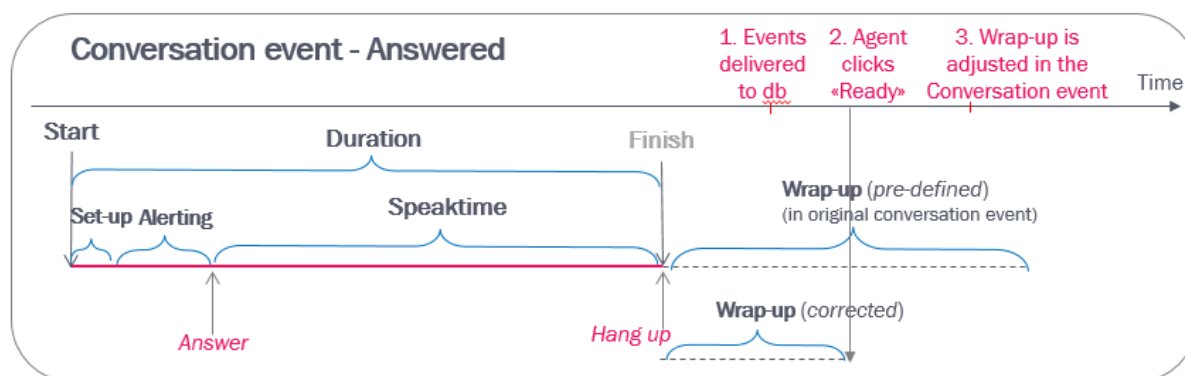 Conversation event - Answered
1. Events
delivered
to db
2. Agent
clicks
«Ready»
3. Wrap-up is
adjusted in the
Conversation event
Time
Start
Duration
Finish
Set-up
Alerting
Speaktime
Wrap-up (pre-defined)
(in original conversation event)
Answer
Hang up
Wrap-up (corrected)